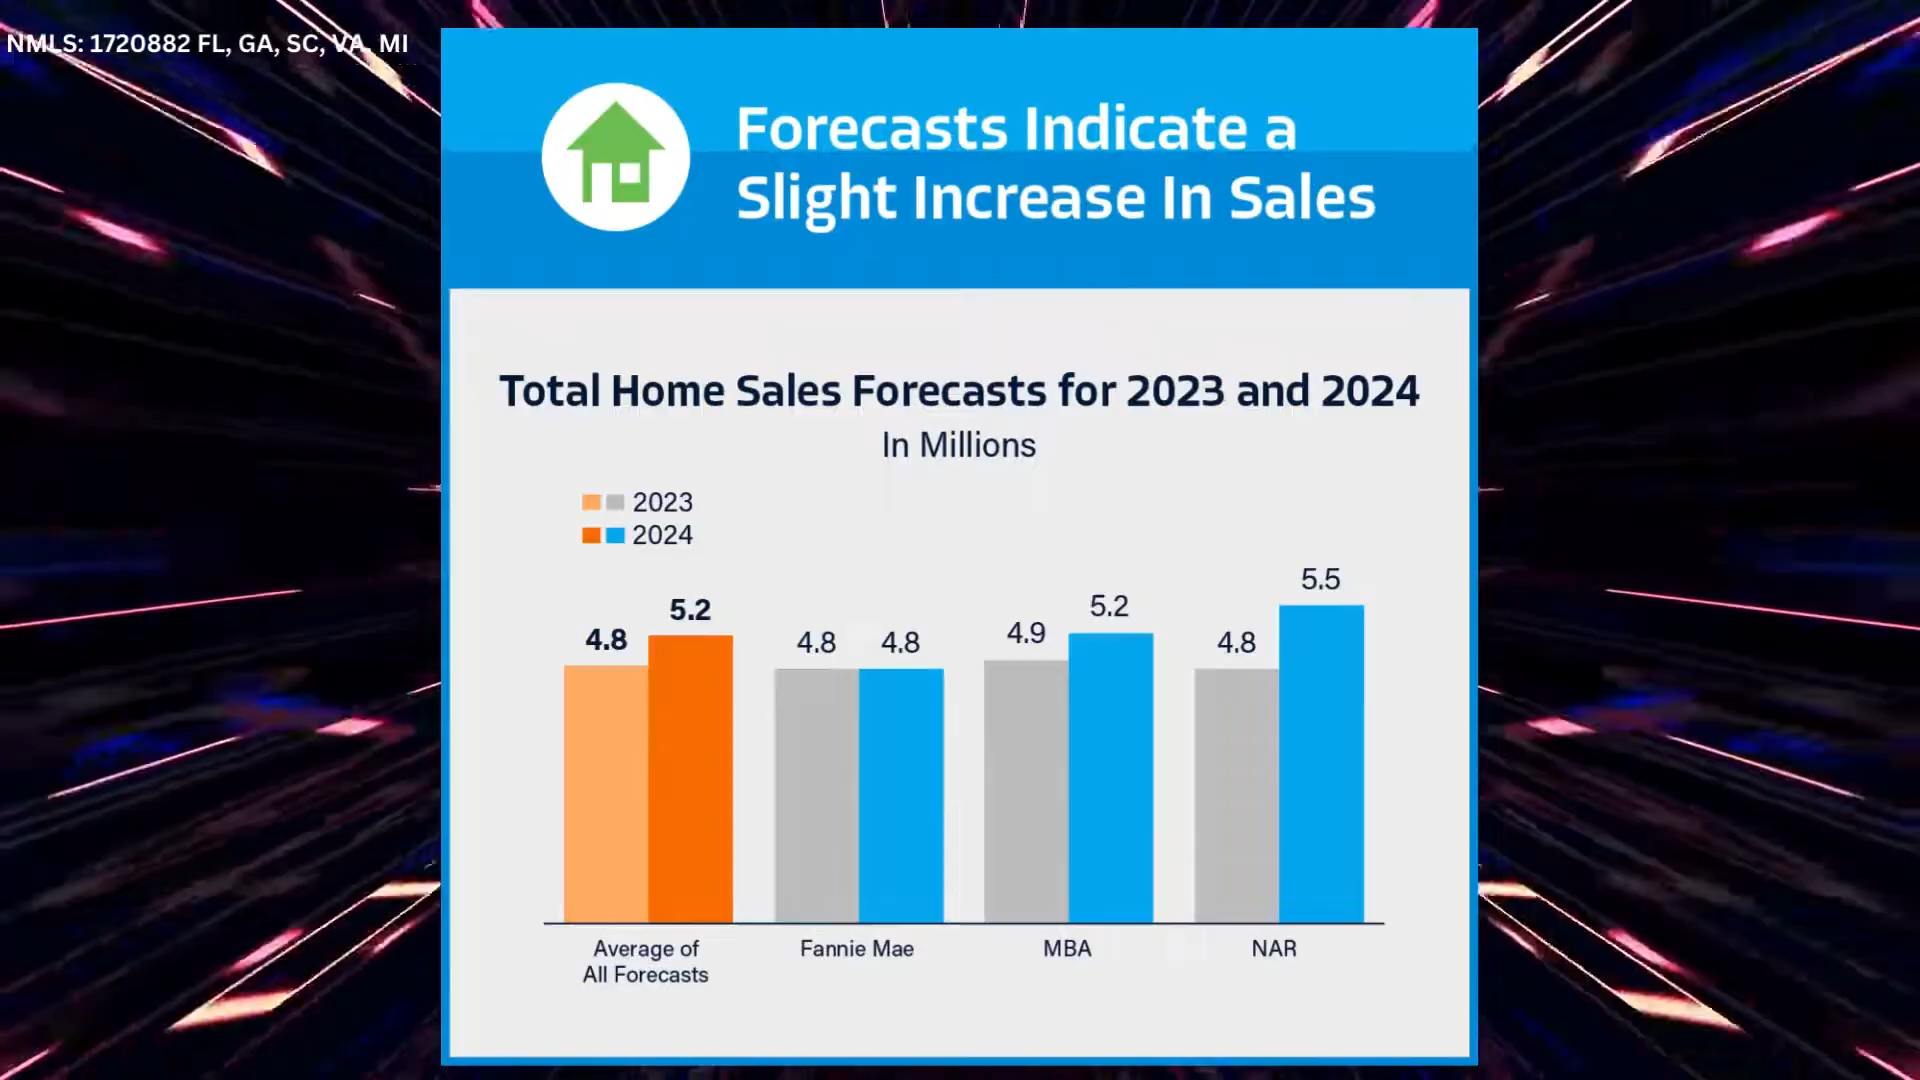 NMLS: 1720882 FL, GA, SC, VA, MI
Forecasts Indicate a
Slight Increase In Sales
Total Home Sales Forecasts for 2023 and 2024
In Millions
2023
2024
4.8
5.2
4.8
4.8
4.9
5.2
4.8
5.5
Average of
All Forecasts
Fannie Mae
MBA
NAR